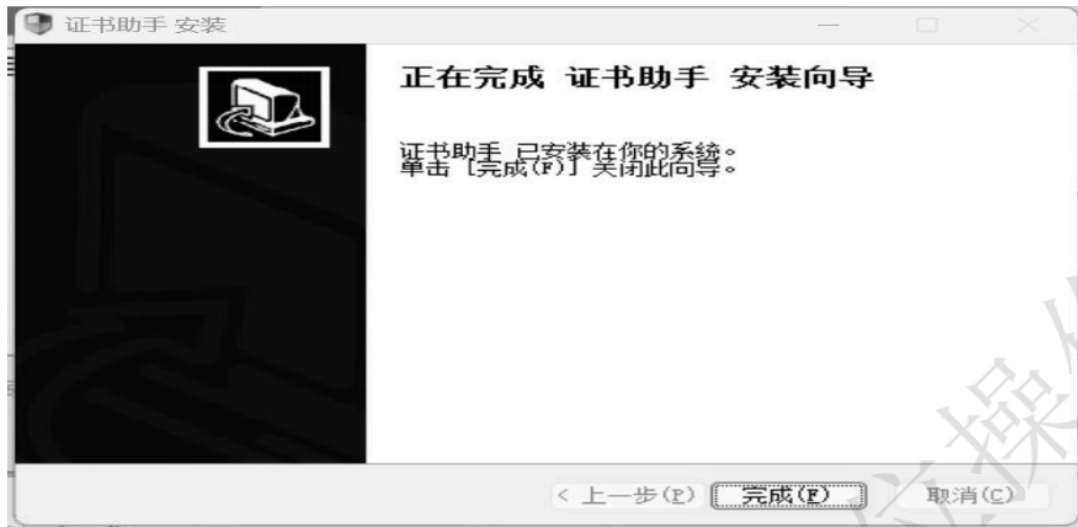 证书助手 安装
正在完成 证书助手 安装向导
证书助手 已安装在你的系统。
单击 [完成(F)] 关闭此向导。
< 上一步(P)
完成(F)
取消(C)
操